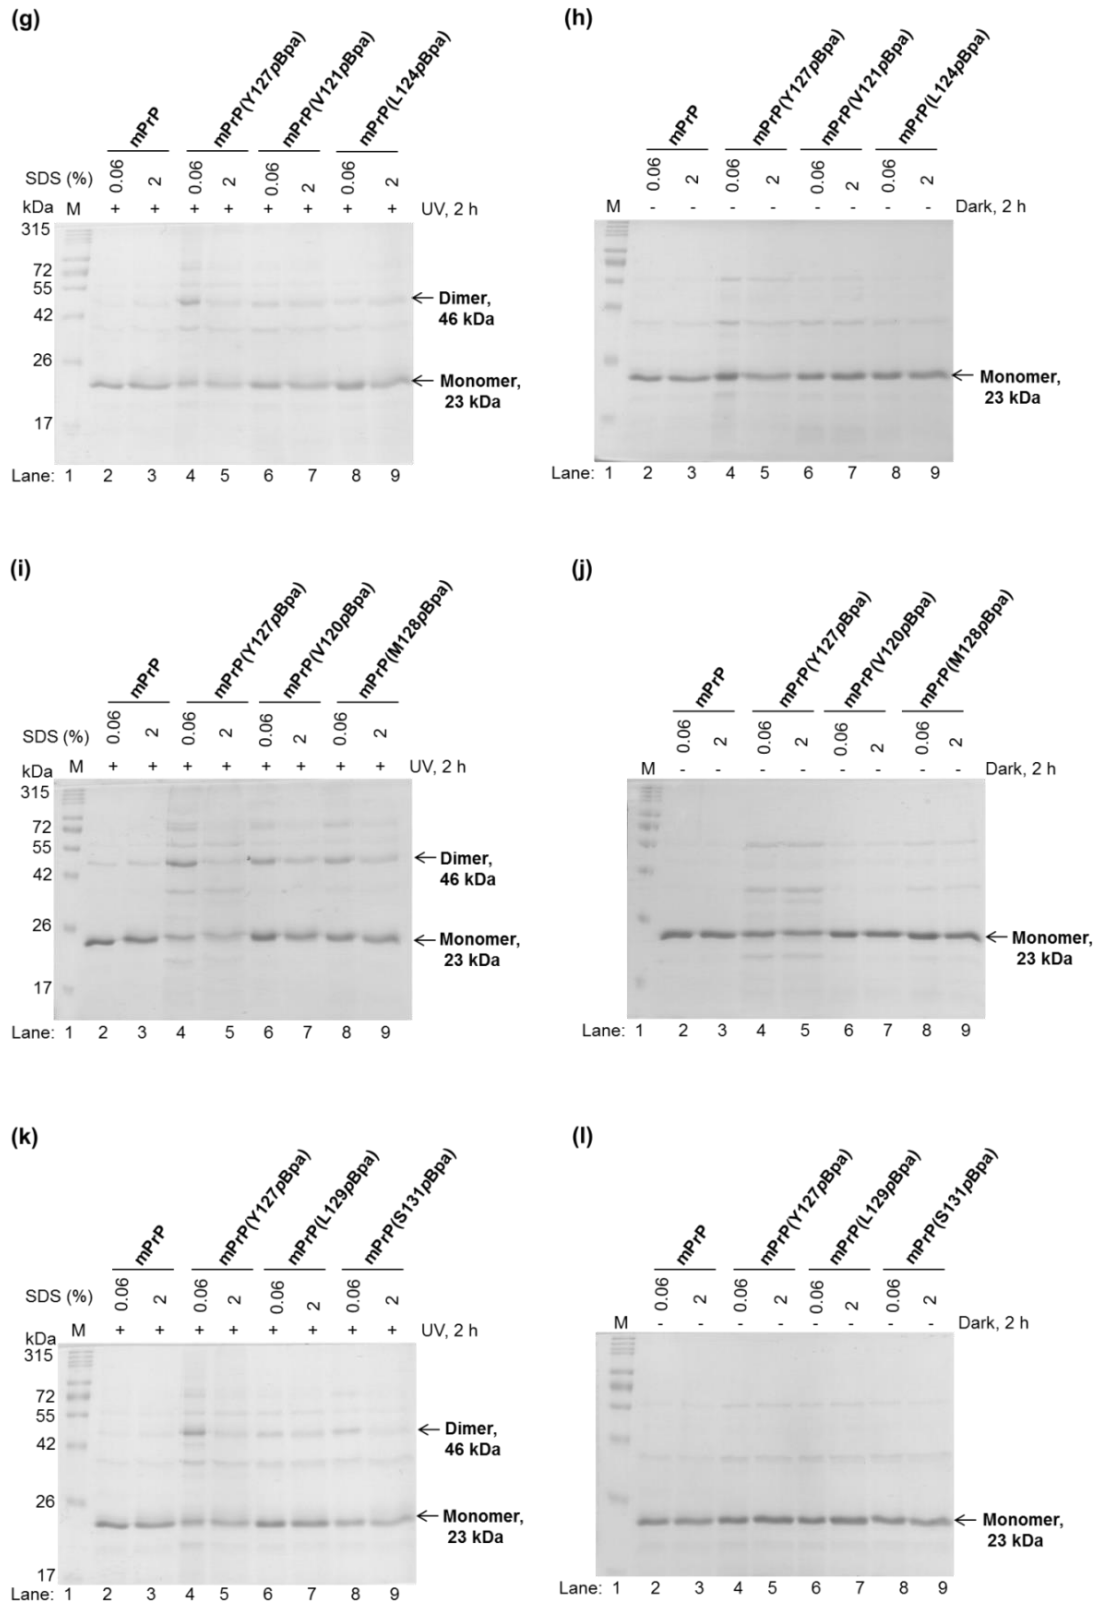 (g)
mPrP
mPrP(Y127pBpa)
mPrP(V121pBpa)
mPrP(L124pBpa)
SDS (%) 0.06 2 0.06 2 0.06 2 0.06 2
kDa M + + + + + + + + UV, 2 h
315
72
55
42
26
17
Dimer,
46 kDa
Monomer,
23 kDa
Lane: 1 2 3 4 5 6 7 8 9
(h)
mPrP
mPrP(Y127pBpa)
mPrP(V121pBpa)
mPrP(L124pBpa)
0.06 2 0.06 2 0.06 2 0.06 2
M - - - - - - - - Dark, 2 h
Monomer,
23 kDa
Lane: 1 2 3 4 5 6 7 8 9
(i)
mPrP
mPrP(Y127pBpa)
mPrP(V120pBpa)
mPrP(M128pBpa)
SDS (%) 0.06 2 0.06 2 0.06 2 0.06 2
kDa M + + + + + + + + UV, 2 h
315
72
55
42
26
17
Dimer,
46 kDa
Monomer,
23 kDa
Lane: 1 2 3 4 5 6 7 8 9
(j)
mPrP
mPrP(Y127pBpa)
mPrP(V120pBpa)
mPrP(M128pBpa)
0.06 2 0.06 2 0.06 2 0.06 2
M - - - - - - - - Dark, 2 h
Monomer,
23 kDa
Lane: 1 2 3 4 5 6 7 8 9
(k)
mPrP
mPrP(Y127pBpa)
mPrP(L129pBpa)
mPrP(S131pBpa)
SDS (%) 0.06 2 0.06 2 0.06 2 0.06 2
kDa M + + + + + + + + UV, 2 h
315
72
55
42
26
17
Dimer,
46 kDa
Monomer,
23 kDa
Lane: 1 2 3 4 5 6 7 8 9
(l)
mPrP
mPrP(Y127pBpa)
mPrP(L129pBpa)
mPrP(S131pBpa)
0.06 2 0.06 2 0.06 2 0.06 2
M - - - - - - - - Dark, 2 h
Monomer,
23 kDa
Lane: 1 2 3 4 5 6 7 8 9